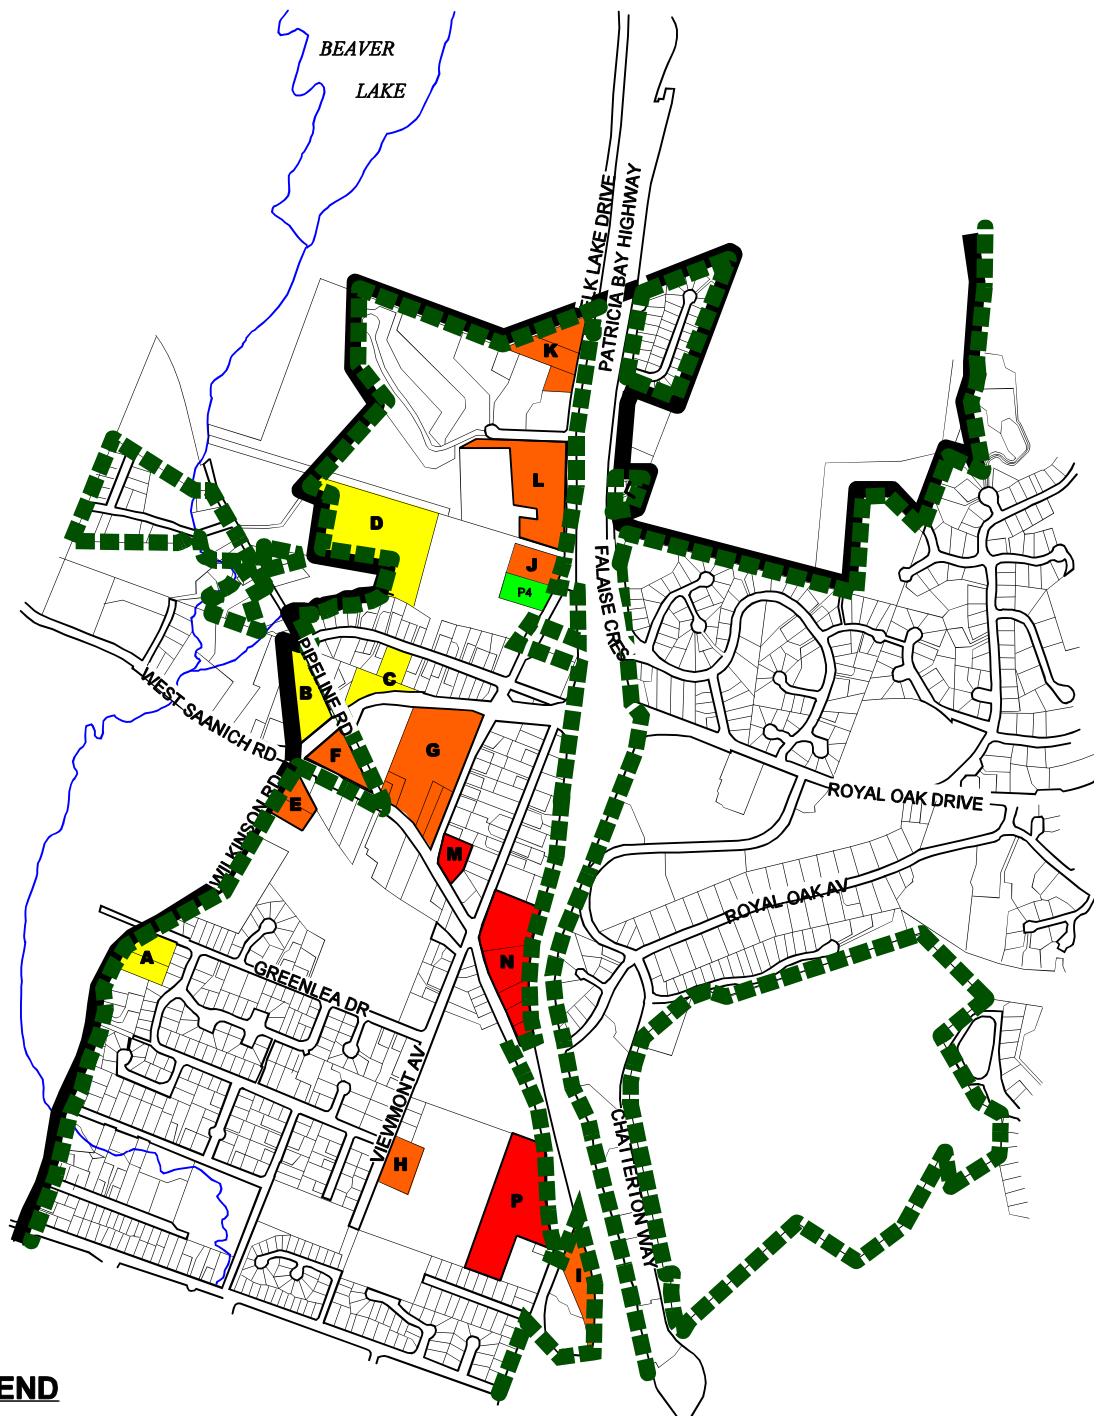 BEAVER
LAKE
ELK LAKE DRIVE
PATRICIA BAY HIGHWAY
K
L
D
J
P4
FALAISE CRES
PIPELINE RD
C
B
WEST SAANICH RD
G
F
E
ROYAL OAK DRIVE
WILKINSON RD
M
ROYAL OAK AV
N
A
GREENLEA DR
VIEWMONT AV
CHATTERTON WAY
H
P
I
END